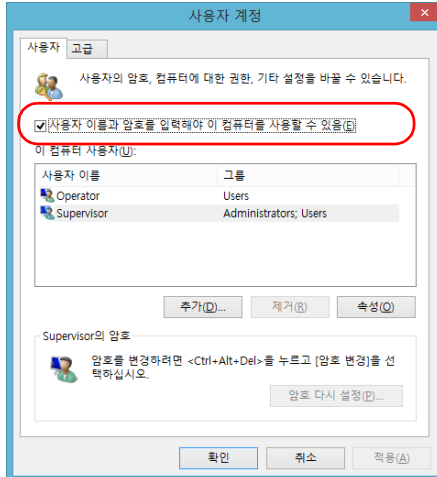 사용자 계정
사용자
고급
사용자의 암호, 컴퓨터에 대한 권한, 기타 설정을 바꿀 수 있습니다.
사용자 이름과 암호를 입력해야 이 컴퓨터를 사용할 수 있음(E)
이 컴퓨터 사용자(U):
사용자 이름 그룹
Operator Users
Supervisor Administrators; Users
추가(D)... 제거(R) 속성(O)
Supervisor의 암호
암호를 변경하려면 <Ctrl+Alt+Del>을 누르고 [암호 변경]을 선
택하십시오.
암호 다시 설정(P)...
확인 취소 적용(A)